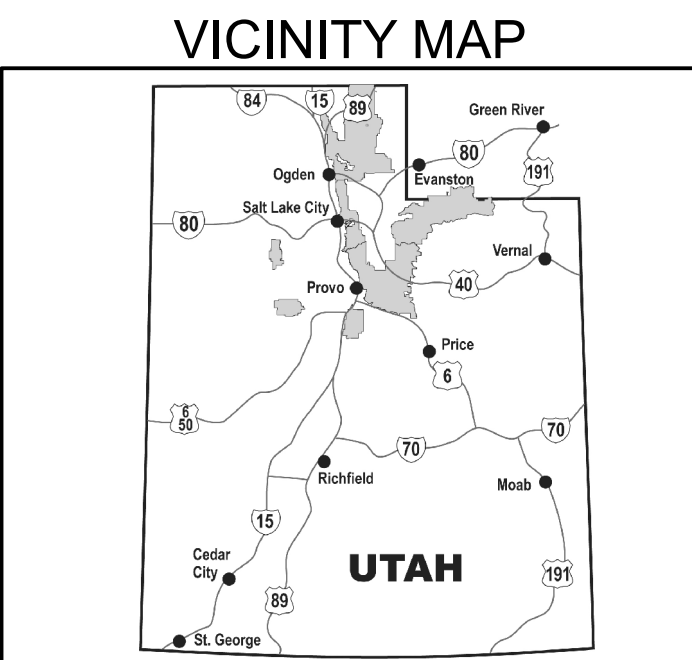 VICINITY MAP
84
15
89
Green River
80
191
Ogden
Evanston
Salt Lake City
80
Vernal
Provo
40
Price
6
6
50
70
70
Richfield
Moab
15
Cedar
City
UTAH
191
89
St. George